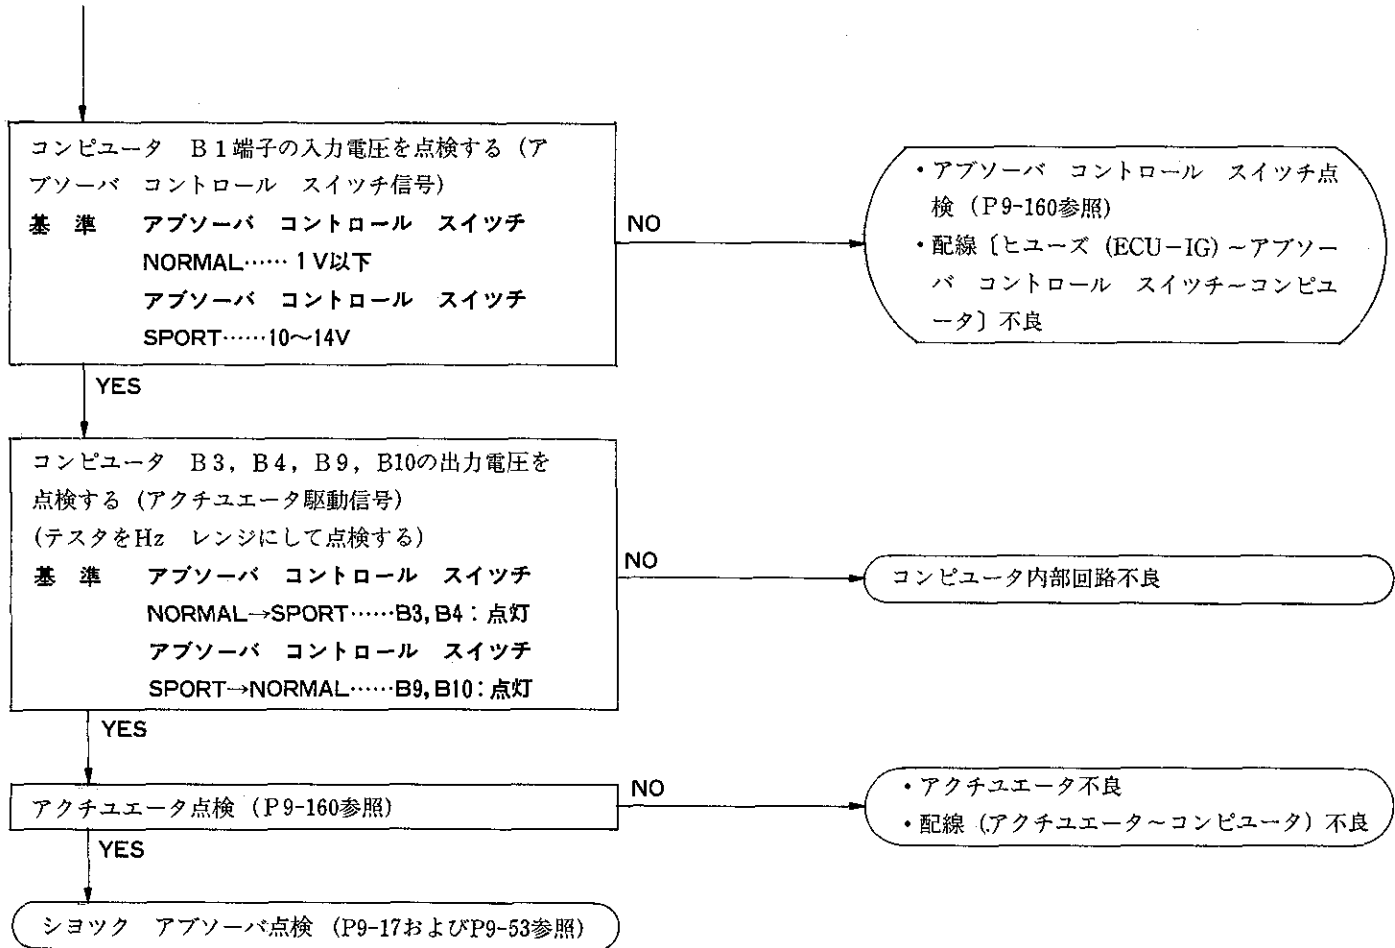 コンピユータ B1端子の入力電圧を点検する(ア
ブソーバ コントロール スイツチ信号)
基 準 アブソーバ コントロール スイツチ
NORMAL…… 1V以下
アブソーバ コントロール スイツチ
SPORT……10〜14V
NO
・アブソーバ コントロール スイツチ点
検(P9-160参照)
・配線〔ヒユーズ(ECU-IG)〜アブソー
バ コントロール スイツチ〜コンピユ
ータ〕不良
YES
コンピユータ B3, B4, B9, B10の出力電圧を
点検する(アクチユエータ駆動信号)
(テスタをHz レンジにして点検する)
基 準 アブソーバ コントロール スイツチ
NORMAL→SPORT……B3, B4:点灯
アブソーバ コントロール スイツチ
SPORT→NORMAL……B9, B10:点灯
NO
コンピユータ内部回路不良
YES
アクチユエータ点検(P9-160参照)
NO
・アクチユエータ不良
・配線(アクチユエータ〜コンピユータ)不良
YES
シヨツク アブソーバ点検(P9-17およびP9-53参照)